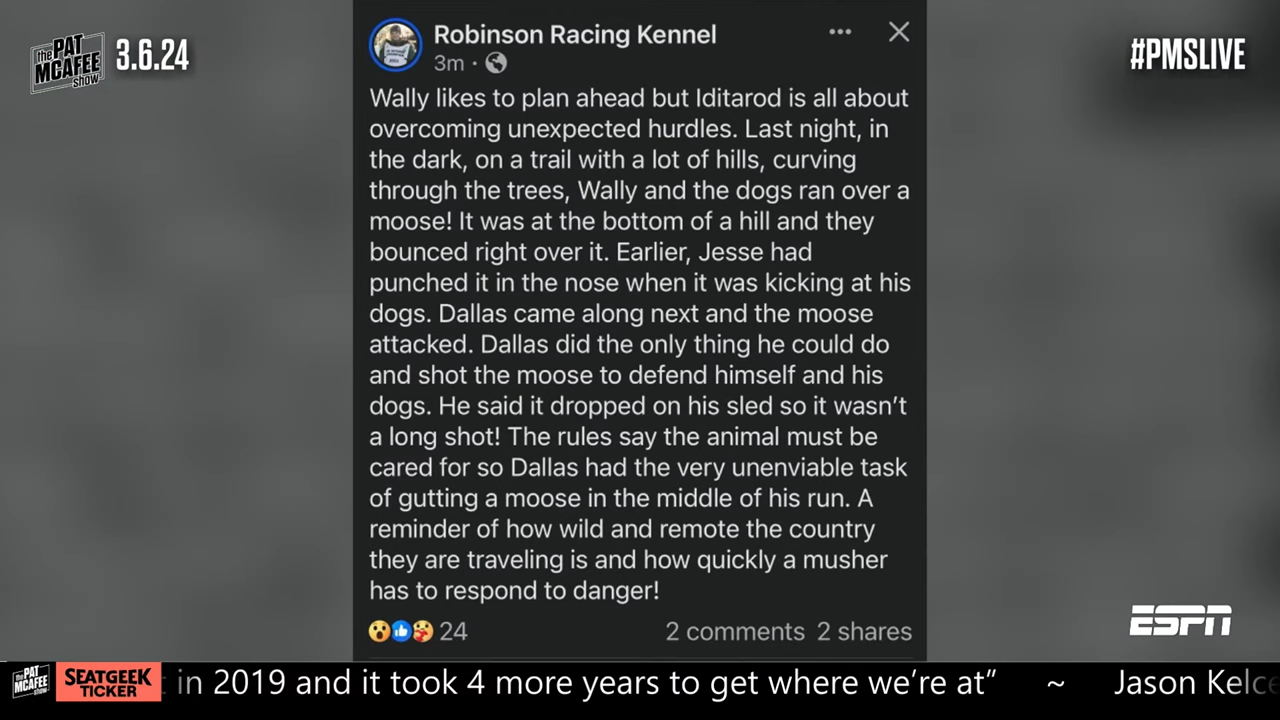 the PAT MCAFEE show
3.6.24
#PMSLIVE
Robinson Racing Kennel
3m ·
Wally likes to plan ahead but Iditarod is all about
overcoming unexpected hurdles. Last night, in
the dark, on a trail with a lot of hills, curving
through the trees, Wally and the dogs ran over a
moose! It was at the bottom of a hill and they
bounced right over it. Earlier, Jesse had
punched it in the nose when it was kicking at his
dogs. Dallas came along next and the moose
attacked. Dallas did the only thing he could do
and shot the moose to defend himself and his
dogs. He said it dropped on his sled so it wasn’t
a long shot! The rules say the animal must be
cared for so Dallas had the very unenviable task
of gutting a moose in the middle of his run. A
reminder of how wild and remote the country
they are traveling is and how quickly a musher
has to respond to danger!
24
2 comments 2 shares
ESPN
the PAT MCAFEE show
SEATGEEK
TICKER
in 2019 and it took 4 more years to get where we’re at” ~ Jason Kelce